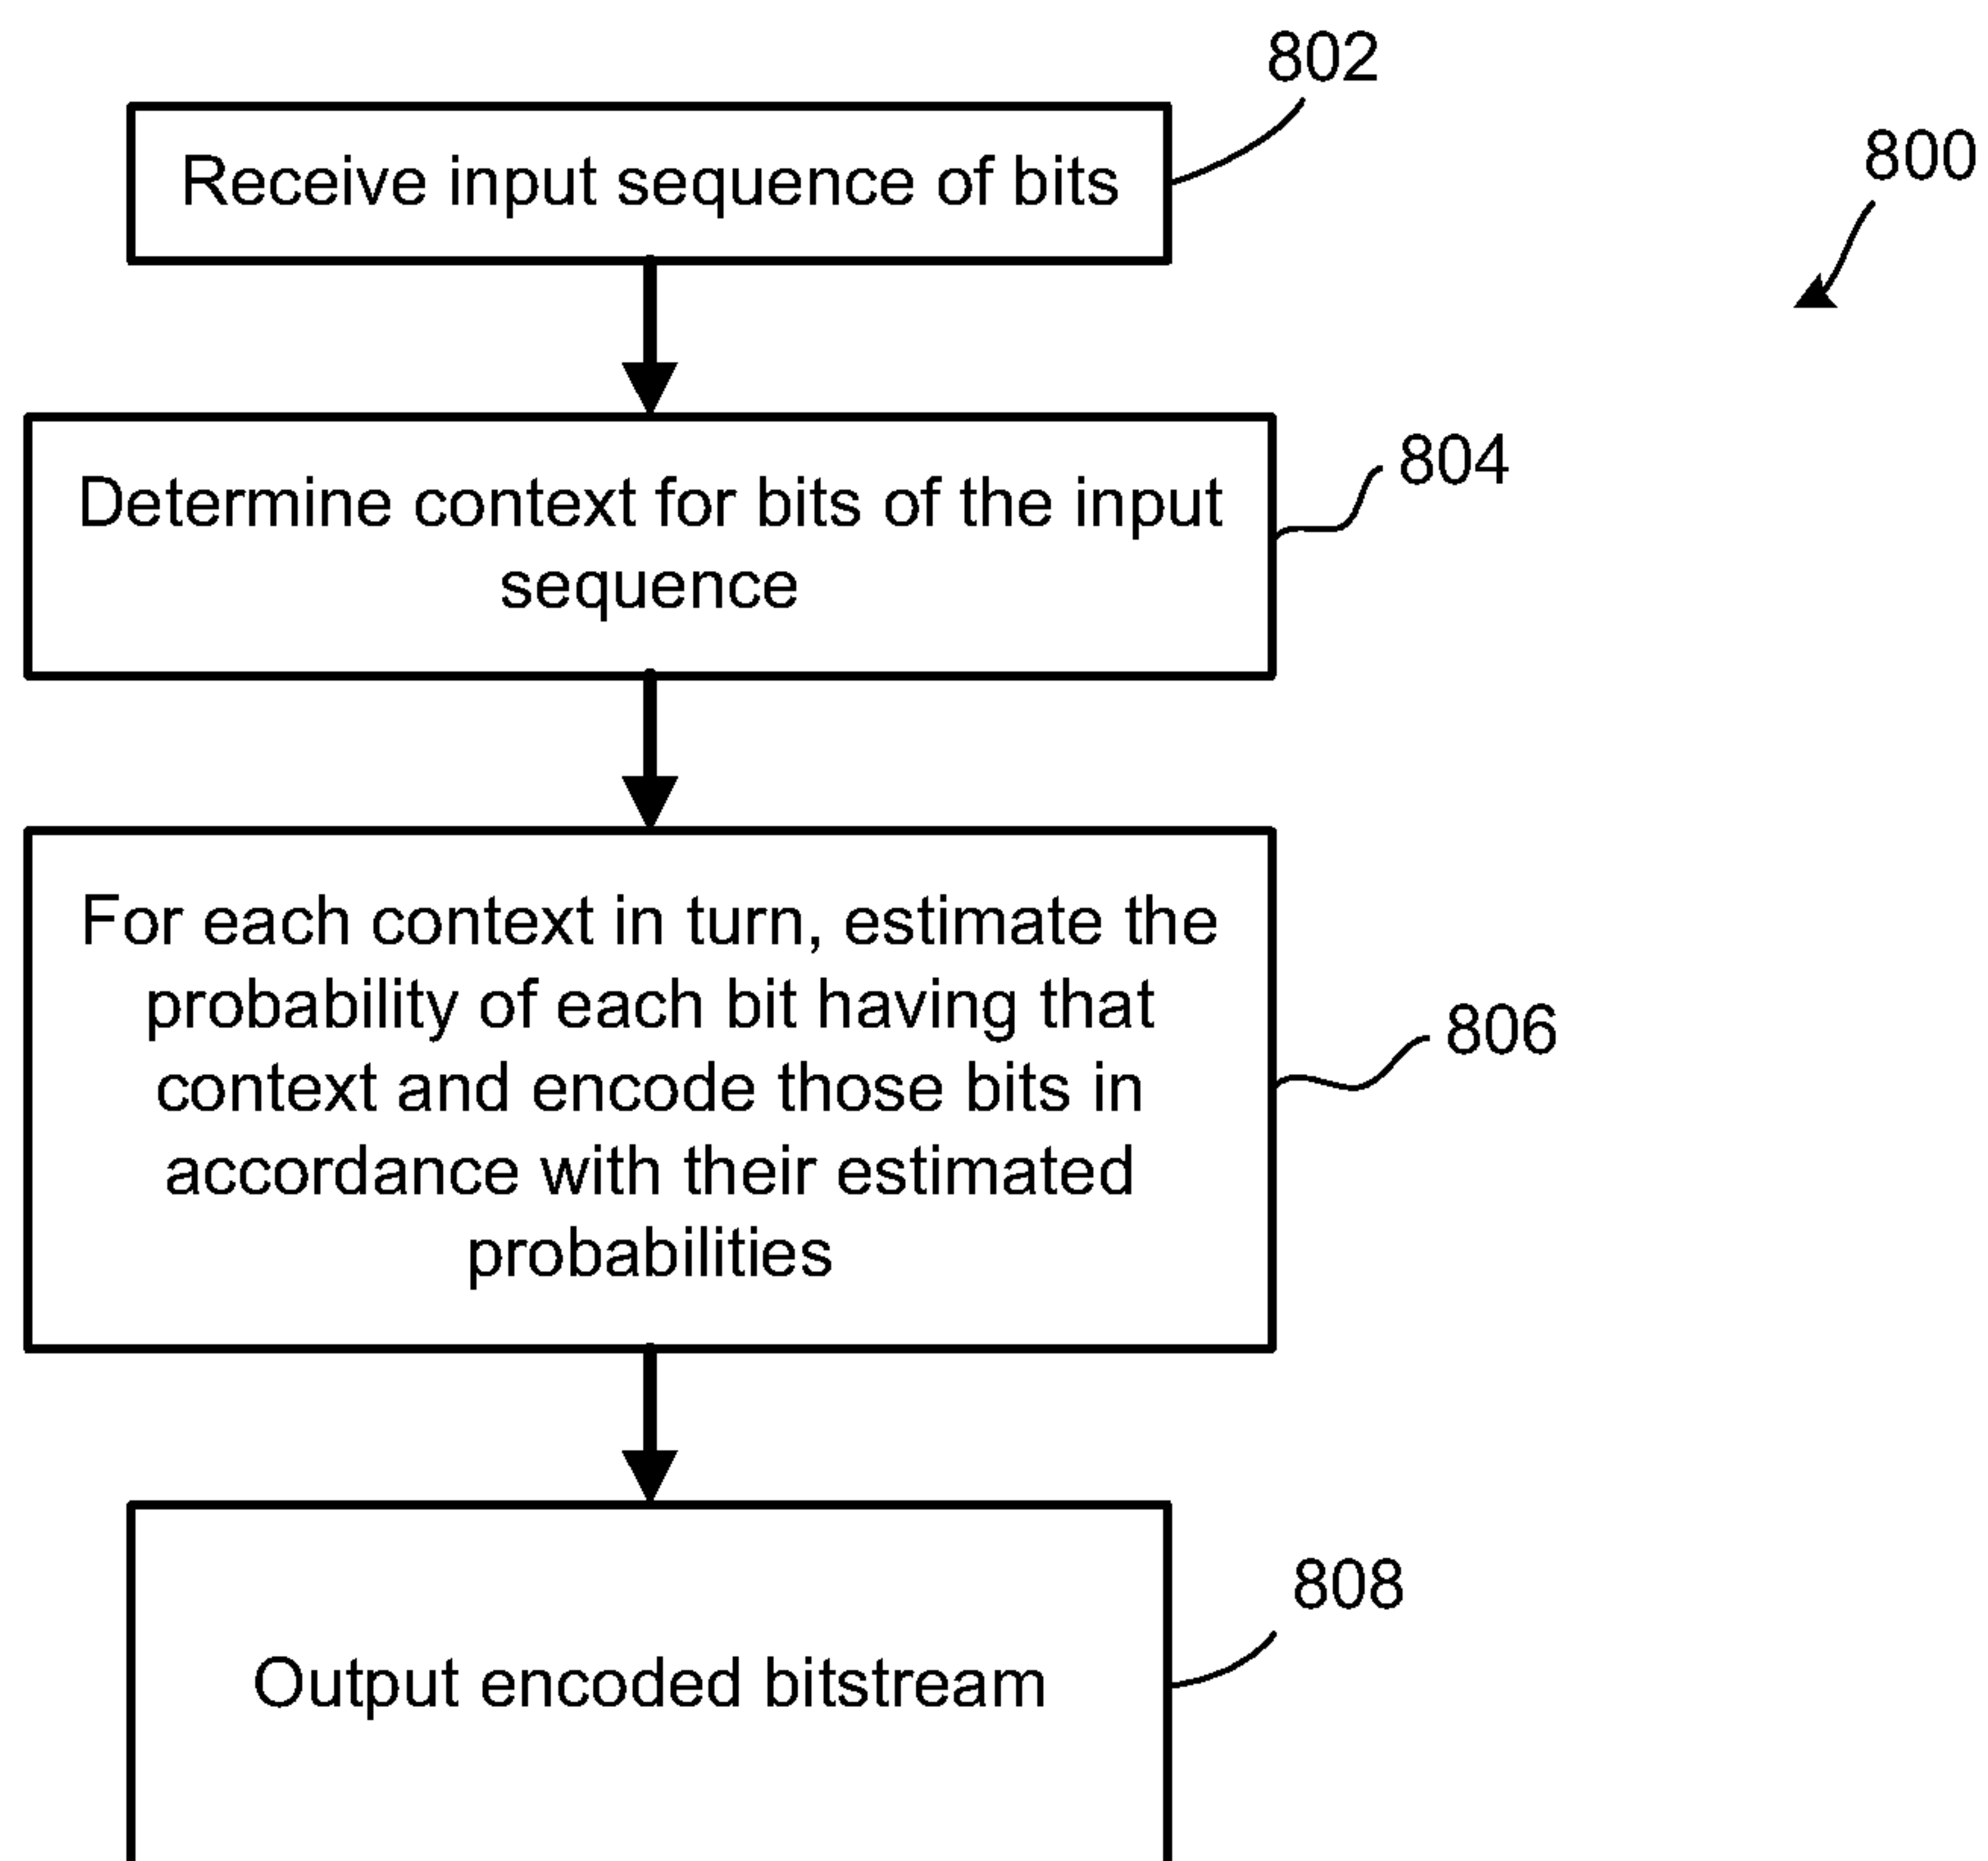 802
800
Receive input sequence of bits
804
Determine context for bits of the input
sequence
For each context in turn, estimate the
probability of each bit having that
context and encode those bits in
accordance with their estimated
probabilities
806
808
Output encoded bitstream